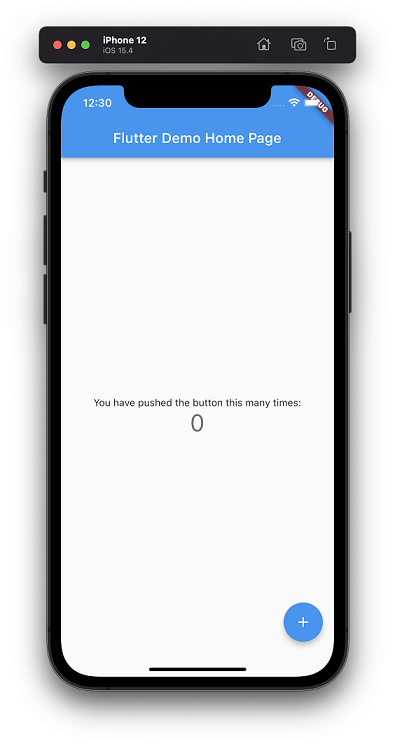 iPhone 12
iOS 15.4
12:30
DEBUG
Flutter Demo Home Page
You have pushed the button this many times:
0
+